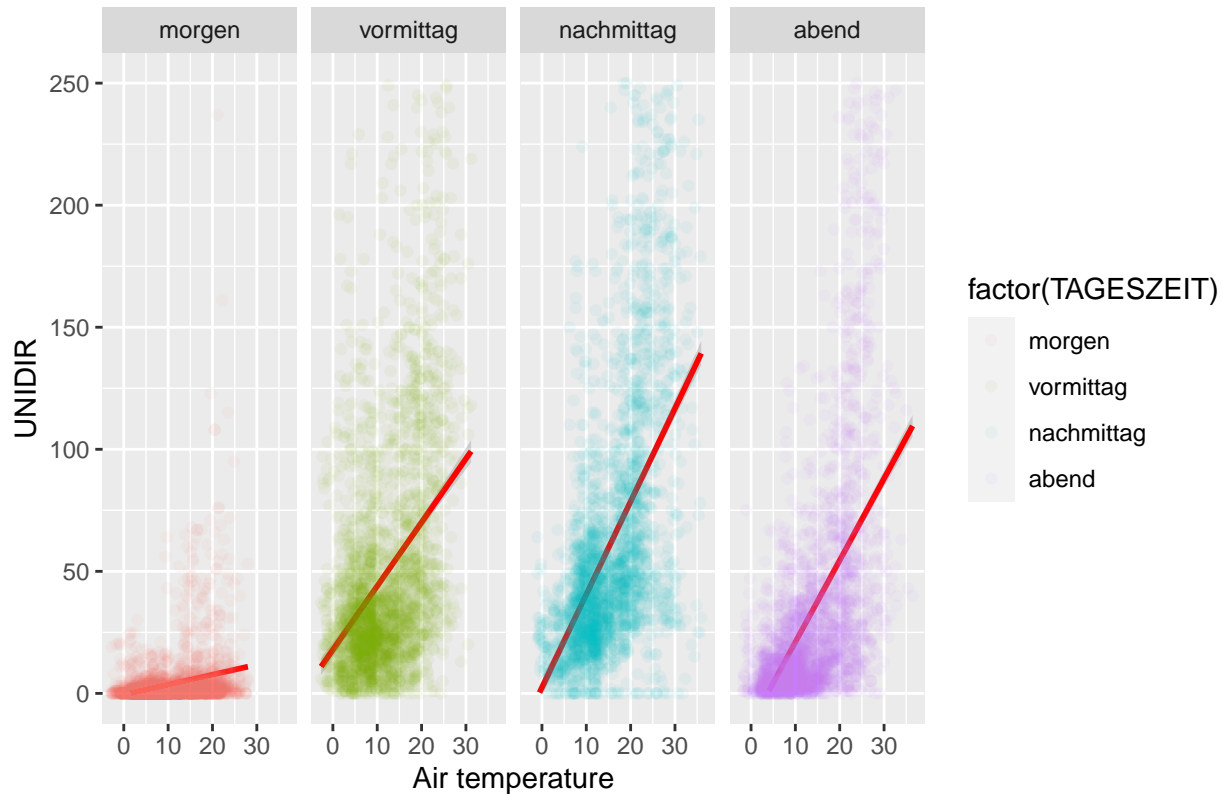 morgen
vormittag
nachmittag
abend
250
200
150
100
50
0
UNIDIR
0 10 20 30
0 10 20 30
0 10 20 30
0 10 20 30
Air temperature
factor(TAGESZEIT)
morgen
vormittag
nachmittag
abend